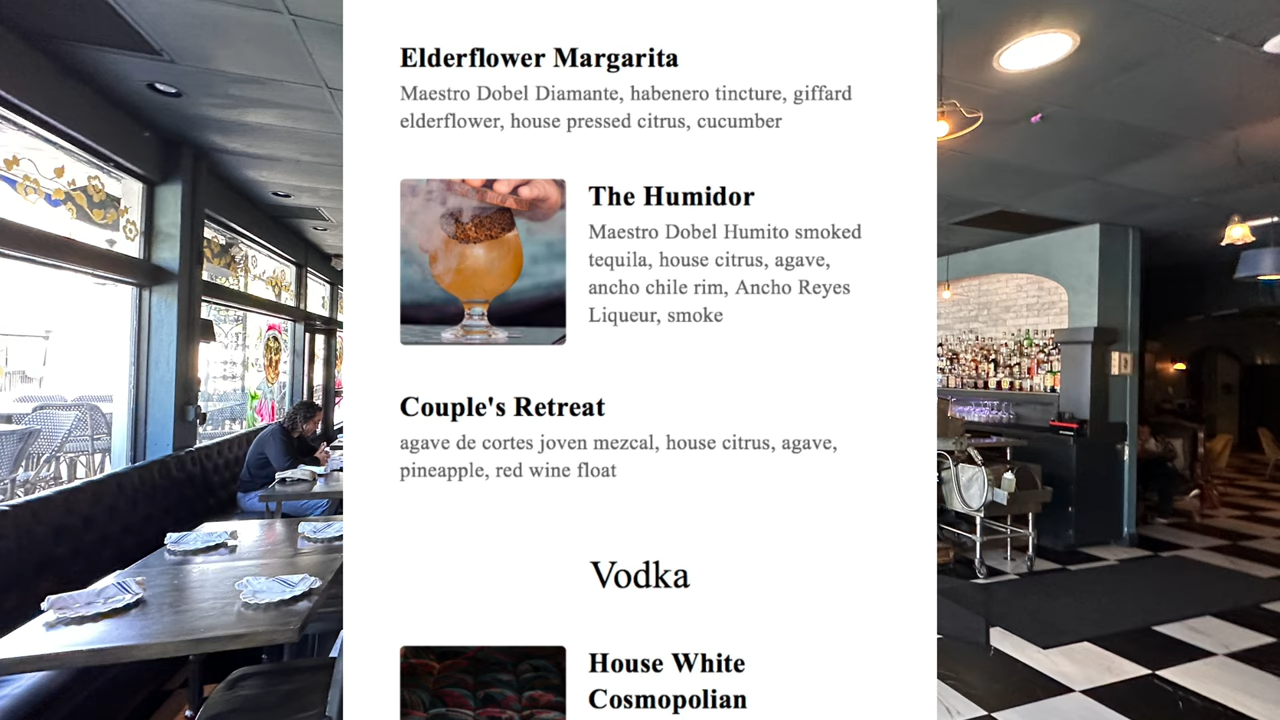 Elderflower Margarita
Maestro Dobel Diamante, habenero tincture, giffard
elderflower, house pressed citrus, cucumber
The Humidor
Maestro Dobel Humito smoked
tequila, house citrus, agave,
ancho chile rim, Ancho Reyes
Liqueur, smoke
Couple's Retreat
agave de cortes joven mezcal, house citrus, agave,
pineapple, red wine float
Vodka
House White
Cosmopolian